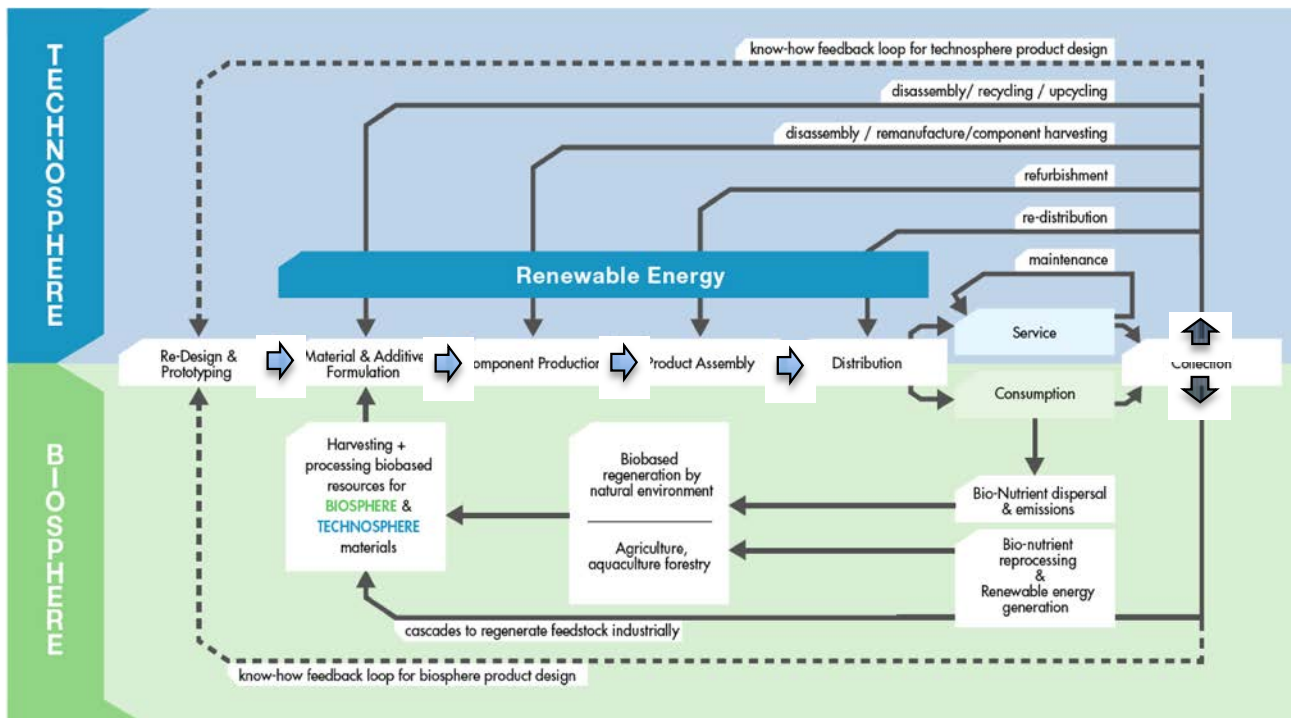 TECHNOSPHERE
know-how feedback loop for technosphere product design
disassembly/ recycling / upcycling
disassembly / remanufacture/component harvesting
refurbishment
re-distribution
maintenance
Renewable Energy
Re-Design &
Prototyping
Material & Additive
Formulation
omponent Production
Product Assembly
Distribution
Service
Consumption
Collection
BIOSPHERE
Harvesting +
processing biobased
resources for
BIOSPHERE &
TECHNOSPHERE
materials
Biobased
regeneration by
natural environment
Agriculture,
aquaculture forestry
Bio-Nutrient dispersal
& emissions
Bio-nutrient
reprocessing
&
Renewable energy
generation
cascades to regenerate feedstock industrially
know-how feedback loop for biosphere product design